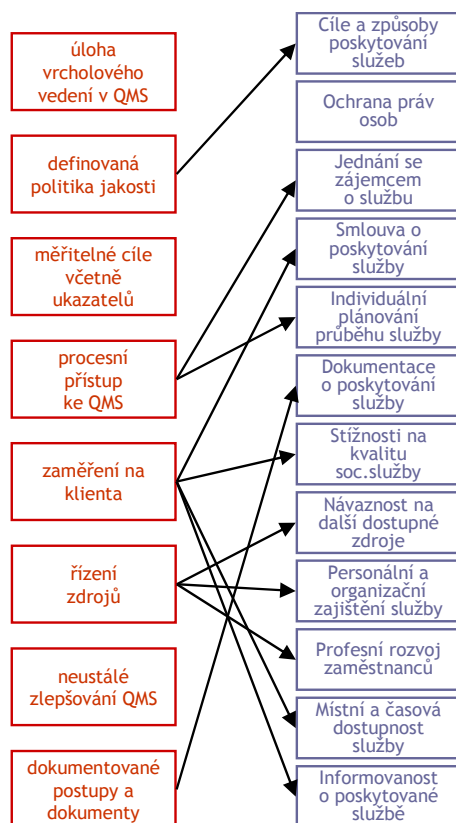 úloha
vrcholového
vedení v QMS
definovaná
politika jakosti
měřitelné cíle
včetně
ukazatelů
procesní
přístup
ke QMS
zaměření na
klienta
řízení
zdrojů
neustálé
zlepšování QMS
dokumentované
postupy a
dokumenty
Cíle a způsoby
poskytování
služeb
Ochrana práv
osob
Jednání se
zájemcem
o službu
Smlouva o
poskytování
služby
Individuální
plánování
průběhu služby
Dokumentace
o poskytování
služby
Stížnosti na
kvalitu
soc.služby
Návaznost na
další dostupné
zdroje
Personální a
organizační
zajištění služby
Profesní rozvoj
zaměstnanců
Místní a časová
dostupnost
služby
Informovanost
o poskytované
službě